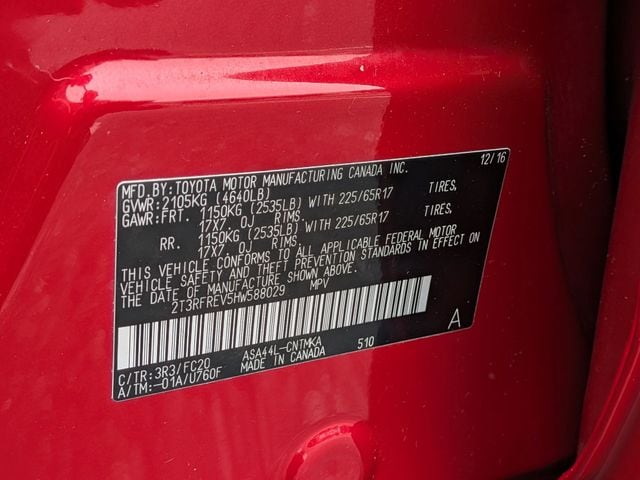 MFD.BY: TOYOTA MOTOR MANUFACTURING CANADA INC. 12/16
GVWR: 2105KG (4640LB)
GAWR: FRT. 1150KG (2535LB) WITH 225/65R17 TIRES.
17X7 0J RIMS
RR. 1150KG (2535LB) WITH 225/65R17 TIRES.
17X7 0J RIMS
THIS VEHICLE CONFORMS TO ALL APPLICABLE FEDERAL MOTOR
VEHICLE SAFETY AND THEFT PREVENTION STANDARDS IN EFFECT ON
THE DATE OF MANUFACTURE SHOWN ABOVE.
2T3RFREV5HW588029 MPV
A
C/TR: 3R3/FC20 ASA44L-CNTMKA 510
A/TM: -01A/U760F MADE IN CANADA